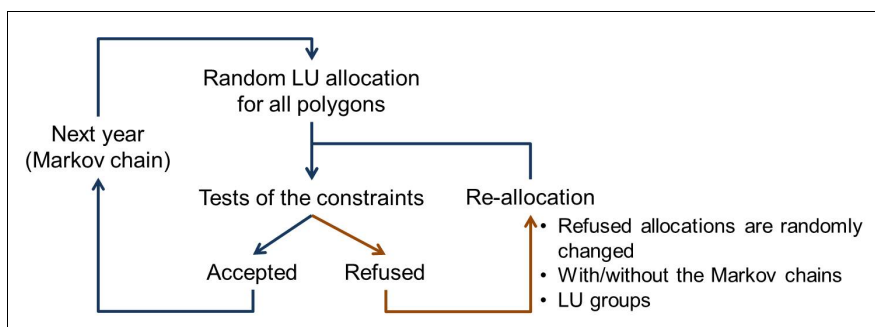 Random LU allocation
for all polygons
Next year
(Markov chain)
Tests of the constraints
Re-allocation
• Refused allocations are randomly
changed
• With/without the Markov chains
• LU groups
Accepted
Refused